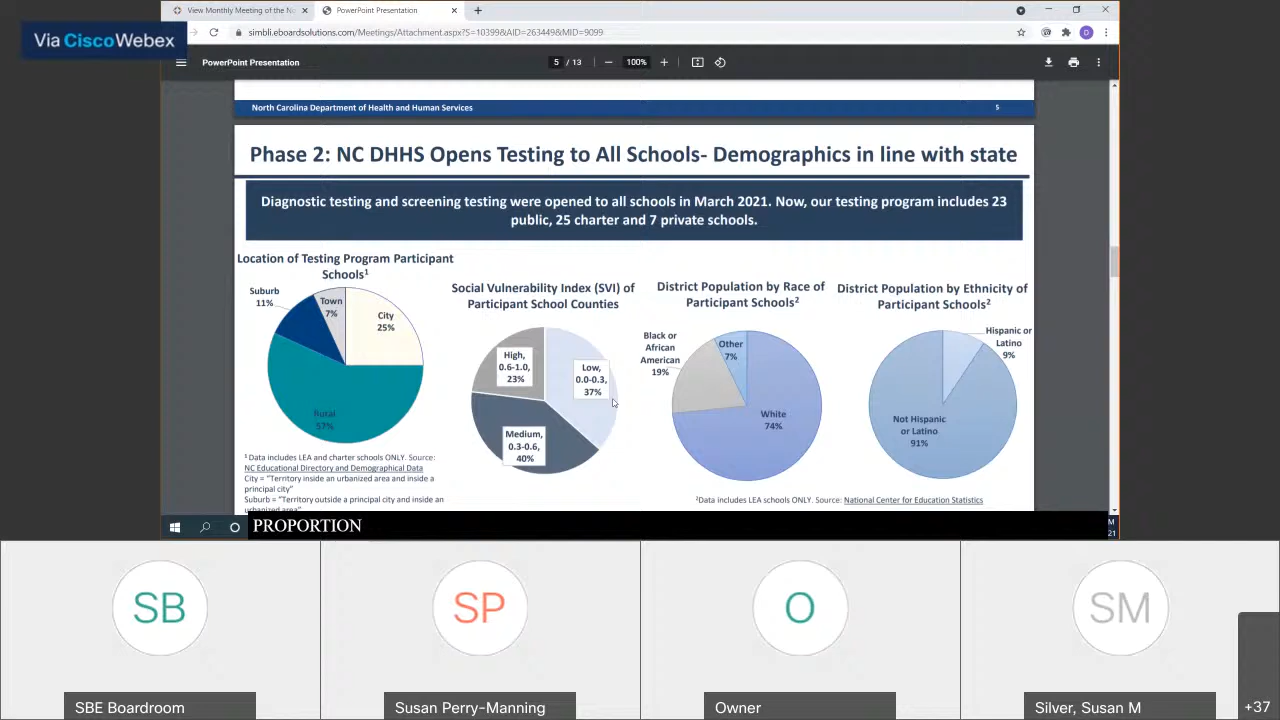 View Monthly Meeting of the N
PowerPoint Presentation
Via CiscoWebex
simbli.eboardsolutions.com/Meetings/Attachment.aspx?S=10399&AID=263449&MID=9099
D
PowerPoint Presentation
5 / 13
100%
North Carolina Department of Health and Human Services
5
Phase 2: NC DHHS Opens Testing to All Schools- Demographics in line with state
Diagnostic testing and screening testing were opened to all schools in March 2021. Now, our testing program includes 23
public, 25 charter and 7 private schools.
Location of Testing Program Participant
Schools¹
Suburb
11%
Town
7%
City
25%
Rural
57%
¹ Data includes LEA and charter schools ONLY. Source:
NC Educational Directory and Demographical Data
City = "Territory inside an urbanized area and inside a
principal city"
Suburb = "Territory outside a principal city and inside an
urbanized area"
Social Vulnerability Index (SVI) of
Participant School Counties
High,
0.6-1.0,
23%
Low,
0.0-0.3,
37%
Medium,
0.3-0.6,
40%
District Population by Race of
Participant Schools²
Black or
African
American
19%
Other
7%
White
74%
District Population by Ethnicity of
Participant Schools²
Hispanic or
Latino
9%
Not Hispanic
or Latino
91%
²Data includes LEA schools ONLY. Source: National Center for Education Statistics
PROPORTION
M
21
SB
SP
O
SM
SBE Boardroom
Susan Perry-Manning
Owner
Silver, Susan M
+37